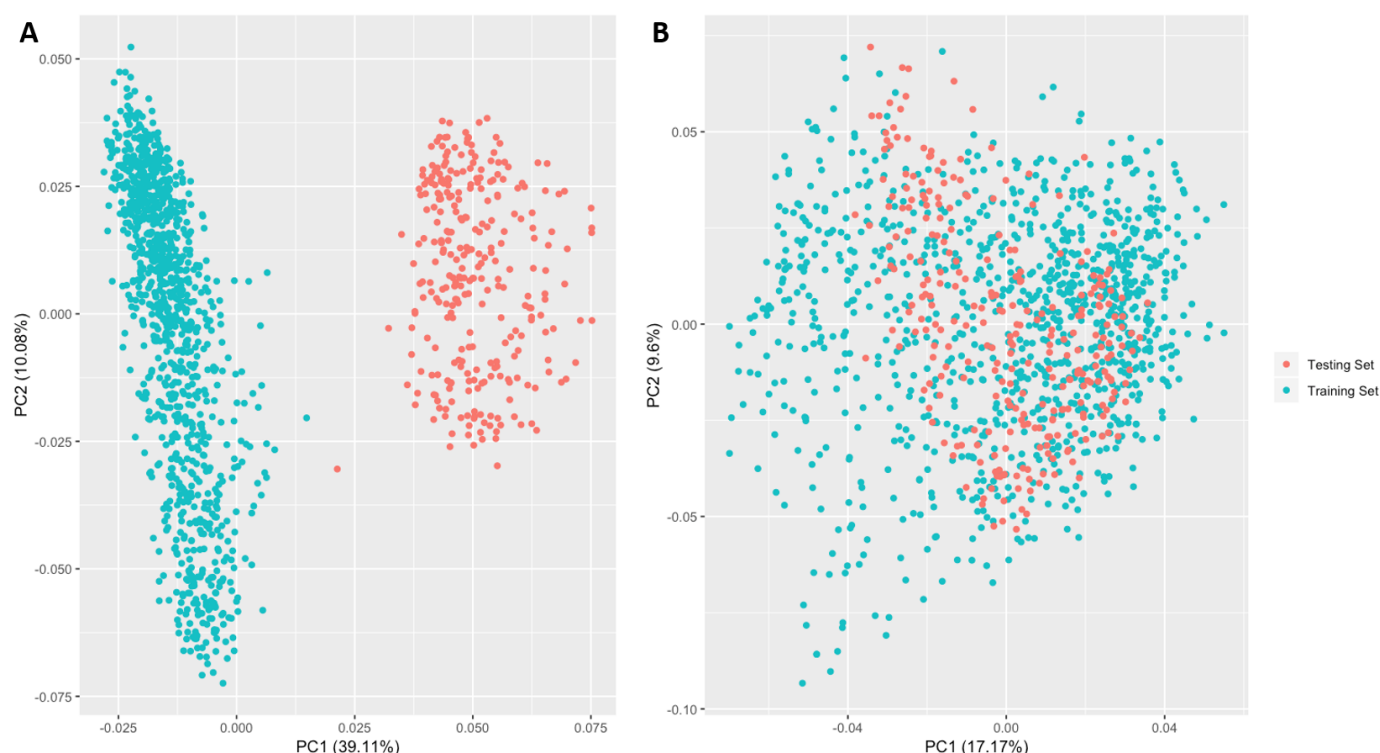 A
B
0.050
0.025
0.000
-0.025
-0.050
-0.075
PC2 (10.08%)
-0.025
0.000
0.025
0.050
0.075
PC1 (39.11%)
0.05
0.00
-0.05
-0.10
PC2 (9.6%)
-0.04
0.00
0.04
PC1 (17.17%)
Testing Set
Training Set